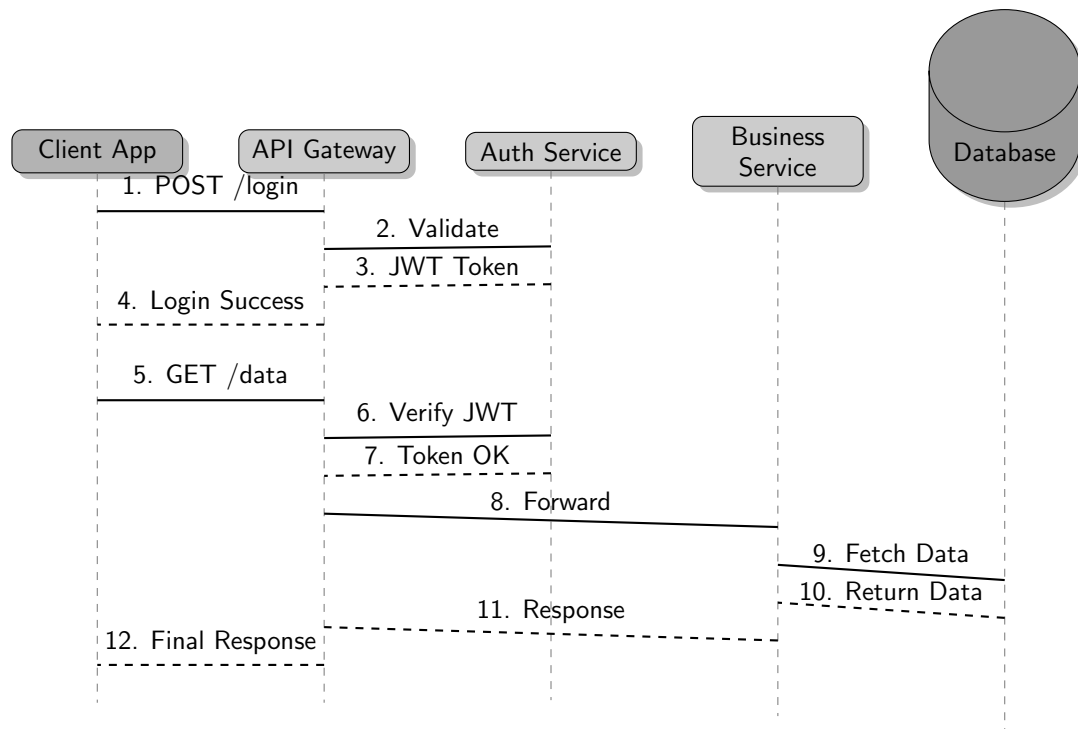 Client App
API Gateway
Auth Service
Business
Service
Database
1. POST /login
2. Validate
3. JWT Token
4. Login Success
5. GET /data
6. Verify JWT
7. Token OK
8. Forward
9. Fetch Data
10. Return Data
11. Response
12. Final Response